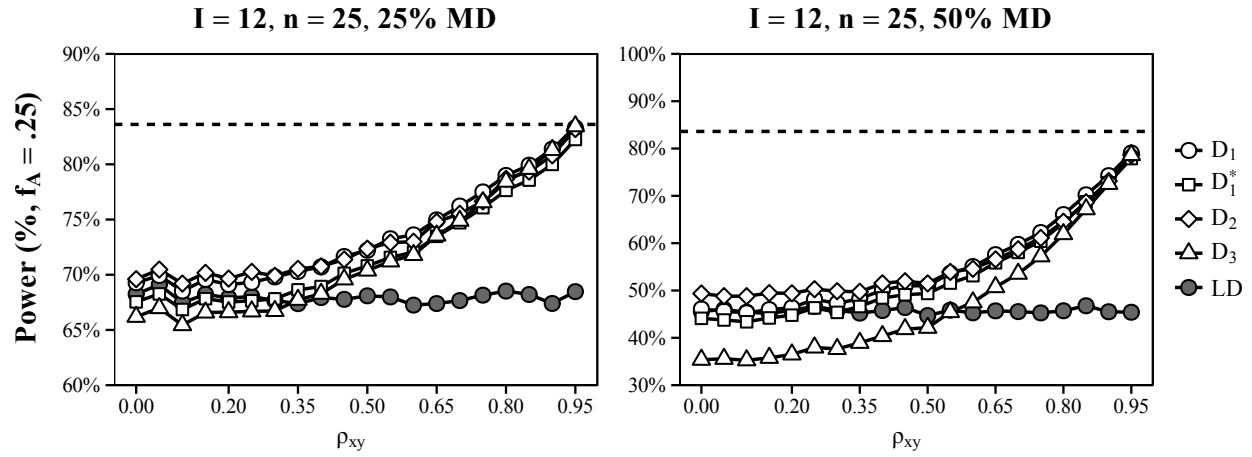 I = 12, n = 25, 25% MD
I = 12, n = 25, 50% MD
Power (%, f_A = .25)
90%
85%
80%
75%
70%
65%
60%
0.00 0.20 0.35 0.50 0.65 0.80 0.95
ρ_xy
100%
90%
80%
70%
60%
50%
40%
30%
0.00 0.20 0.35 0.50 0.65 0.80 0.95
ρ_xy
D₁
D₁*
D₂
D₃
LD